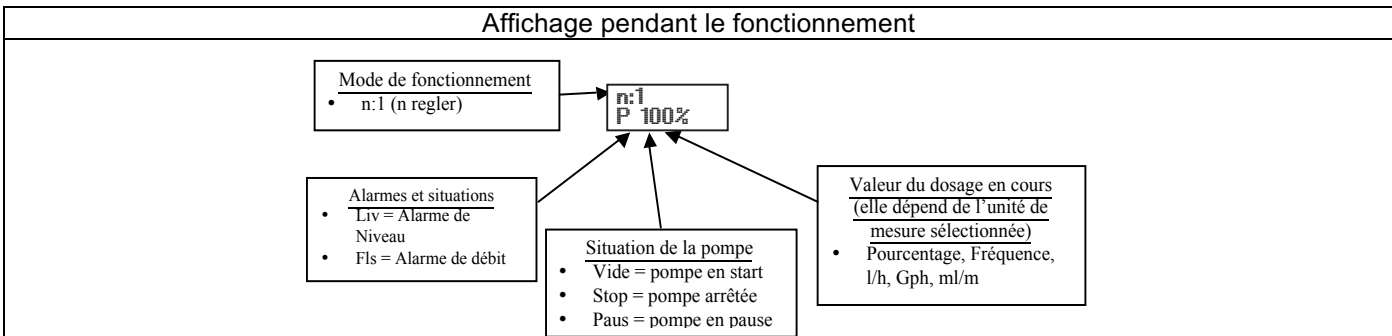 Affichage pendant le fonctionnement
Mode de fonctionnement
• n:1 (n regler)
n:1
P 100%
Alarmes et situations
• Liv = Alarme de
Niveau
• Fls = Alarme de débit
Situation de la pompe
• Vide = pompe en start
• Stop = pompe arrêtée
• Paus = pompe en pause
Valeur du dosage en cours
(elle dépend de l’unité de
mesure sélectionnée)
• Pourcentage, Fréquence,
l/h, Gph, ml/m